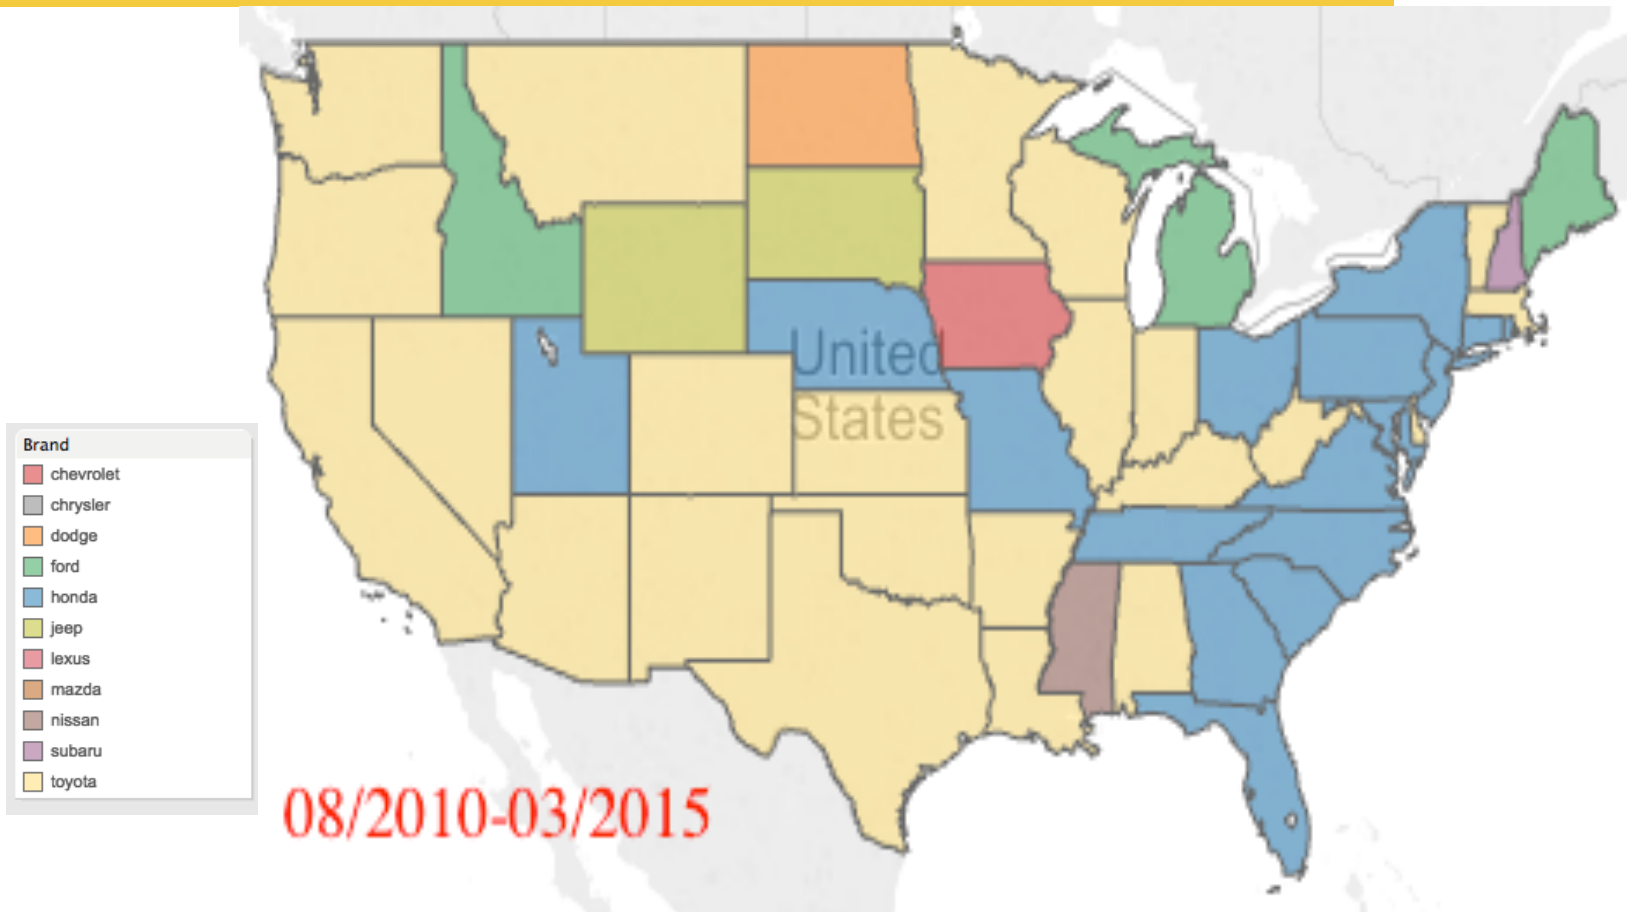 United
States
Brand
chevrolet
chrysler
dodge
ford
honda
jeep
lexus
mazda
nissan
subaru
toyota
08/2010-03/2015